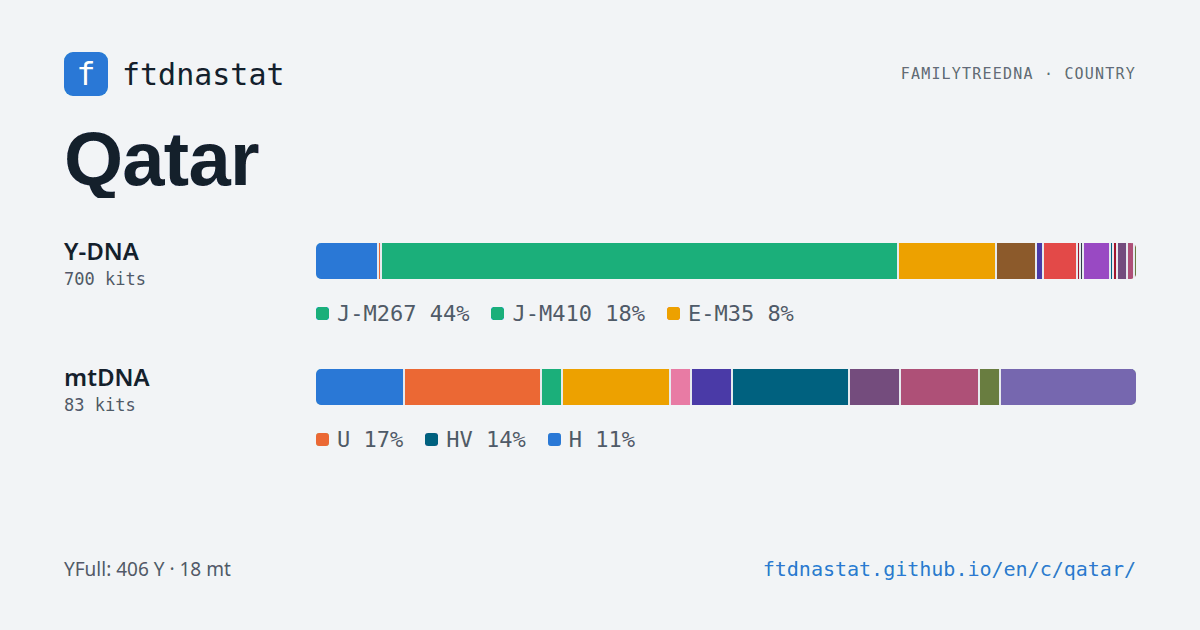 f ftdnastat
FAMILYTREEDNA · COUNTRY
Qatar
Y-DNA
700 kits
J-M267 44% J-M410 18% E-M35 8%
mtDNA
83 kits
U 17% HV 14% H 11%
YFull: 406 Y · 18 mt
ftdnastat.github.io/en/c/qatar/